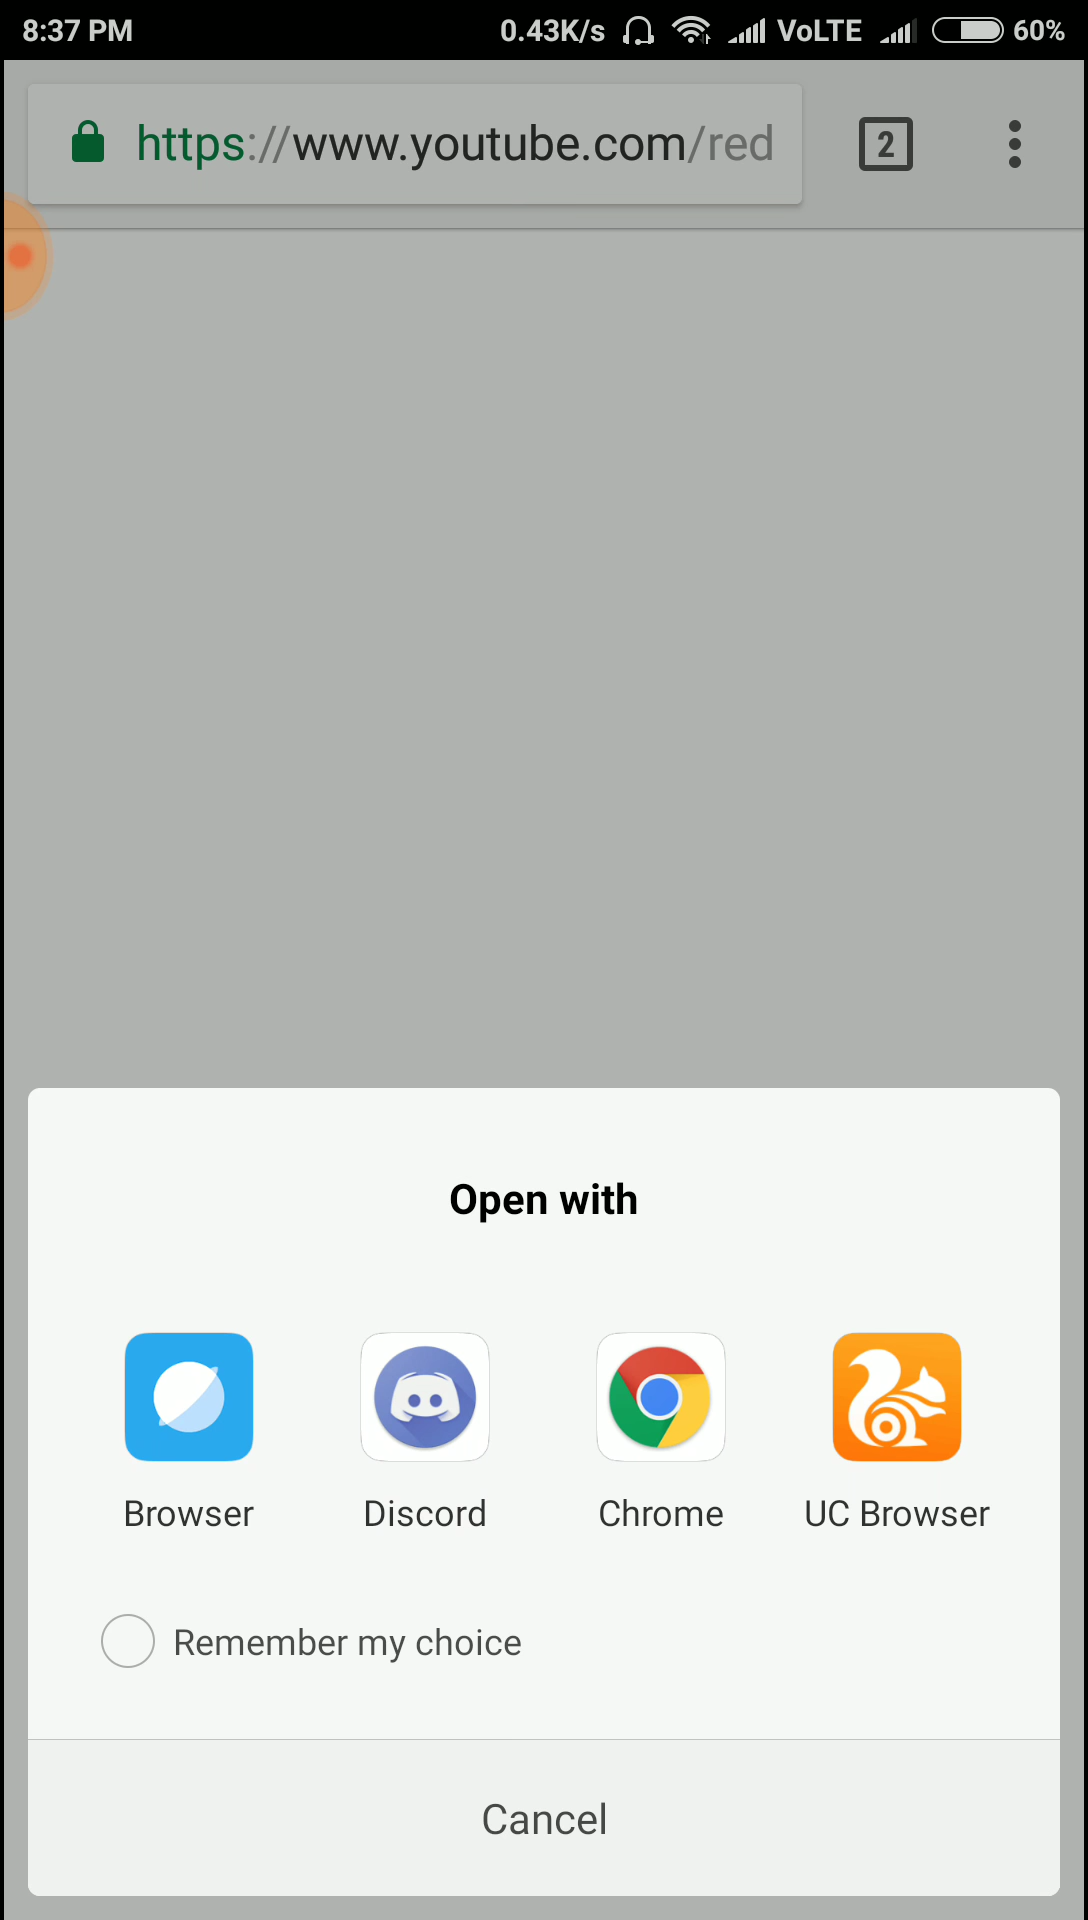 8:37 PM 0.43K/s VoLTE 60%
https://www.youtube.com/red 2
Open with
Browser Discord Chrome UC Browser
Remember my choice
Cancel